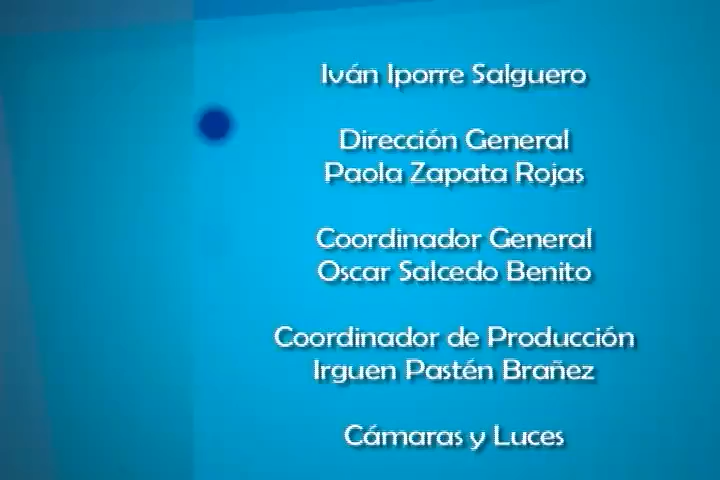 Iván Iporre Salguero
Dirección General
Paola Zapata Rojas
Coordinador General
Oscar Salcedo Benito
Coordinador de Producción
Irguen Pastén Brañez
Cámaras y Luces